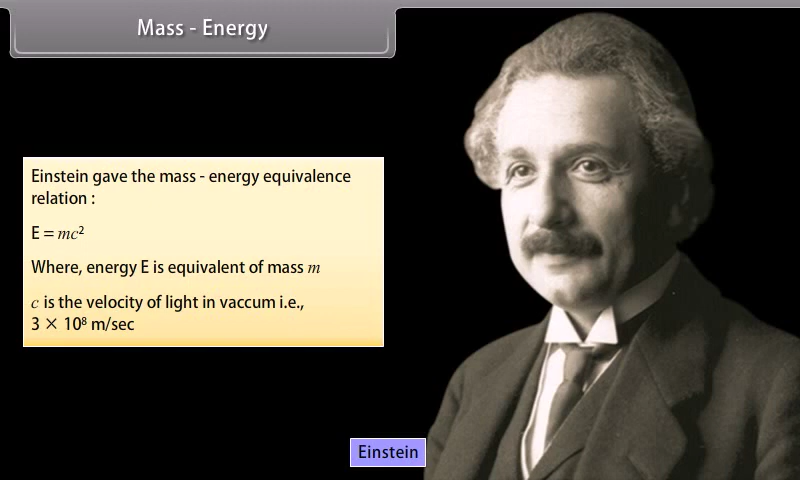 Mass - Energy
Einstein gave the mass - energy equivalence
relation :
E = mc²
Where, energy E is equivalent of mass m
c is the velocity of light in vaccum i.e.,
3 × 10⁸ m/sec
Einstein